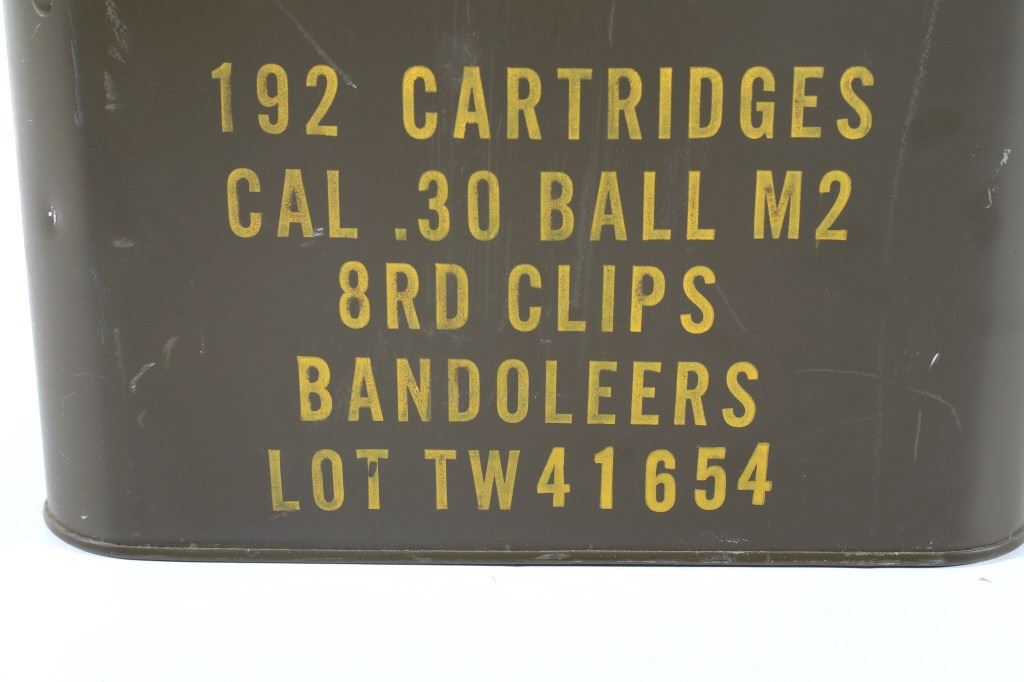 192 CARTRIDGES
CAL .30 BALL M2
8RD CLIPS
BANDOLEERS
LOT TW41654